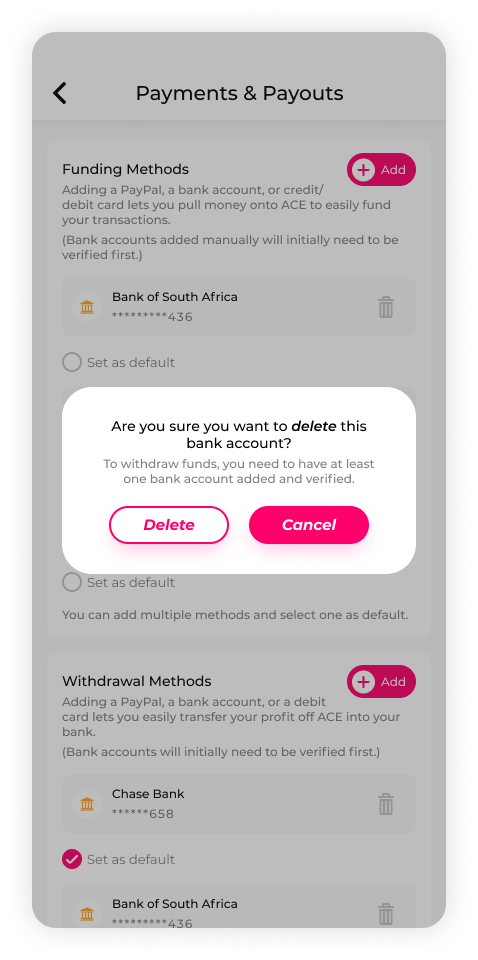 Payments & Payouts
Funding Methods
Add
Adding a PayPal, a bank account, or credit/
debit card lets you pull money onto ACE to easily fund
your transactions.
(Bank accounts added manually will initially need to be
verified first.)
Bank of South Africa
*********436
Set as default
Are you sure you want to delete this
bank account?
To withdraw funds, you need to have at least
one bank account added and verified.
Delete
Cancel
Set as default
You can add multiple methods and select one as default.
Withdrawal Methods
Add
Adding a PayPal, a bank account, or a debit
card lets you easily transfer your profit off ACE into your
bank.
(Bank accounts will initially need to be verified first.)
Chase Bank
******658
Set as default
Bank of South Africa
*********436